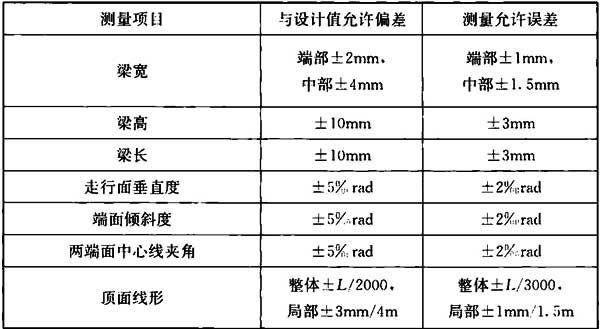 测量项目 与设计值允许偏差 测量允许误差
梁宽 端部±2mm, 端部±1mm,
中部±4mm 中部±1.5mm
梁高 ±10mm ±3mm
梁长 ±10mm ±3mm
走行面垂直度 ±5‰rad ±2‰rad
端面倾斜度 ±5‰rad ±2‰rad
两端面中心线夹角 ±5‰rad ±2‰rad
顶面线形 整体±L/2000, 整体±L/3000,
局部±3mm/4m 局部±1mm/1.5m